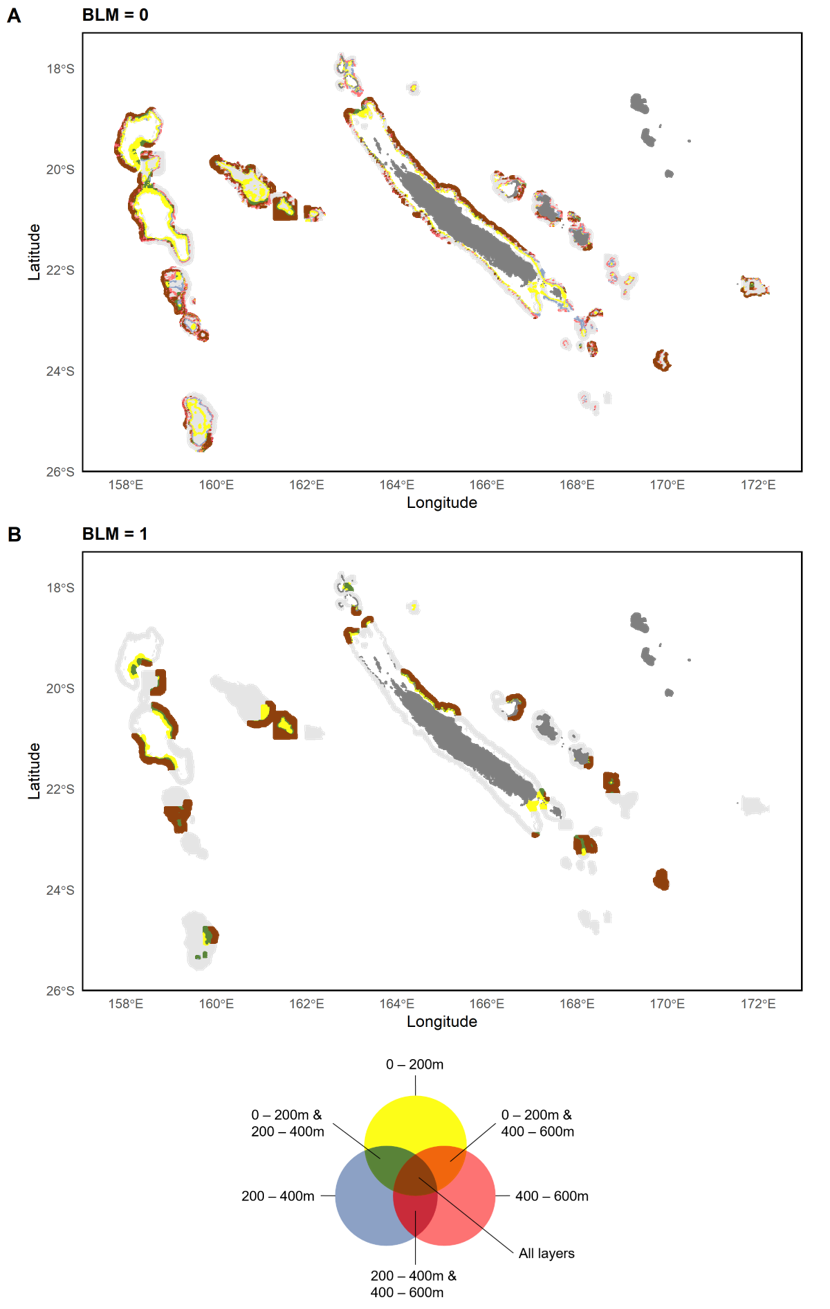 A
BLM = 0
18°S
20°S
22°S
24°S
26°S
Latitude
158°E 160°E 162°E 164°E 166°E 168°E 170°E 172°E
Longitude
B
BLM = 1
18°S
20°S
22°S
24°S
26°S
Latitude
158°E 160°E 162°E 164°E 166°E 168°E 170°E 172°E
Longitude
0 – 200m
0 – 200m &
200 – 400m
0 – 200m &
400 – 600m
200 – 400m
400 – 600m
All layers
200 – 400m &
400 – 600m